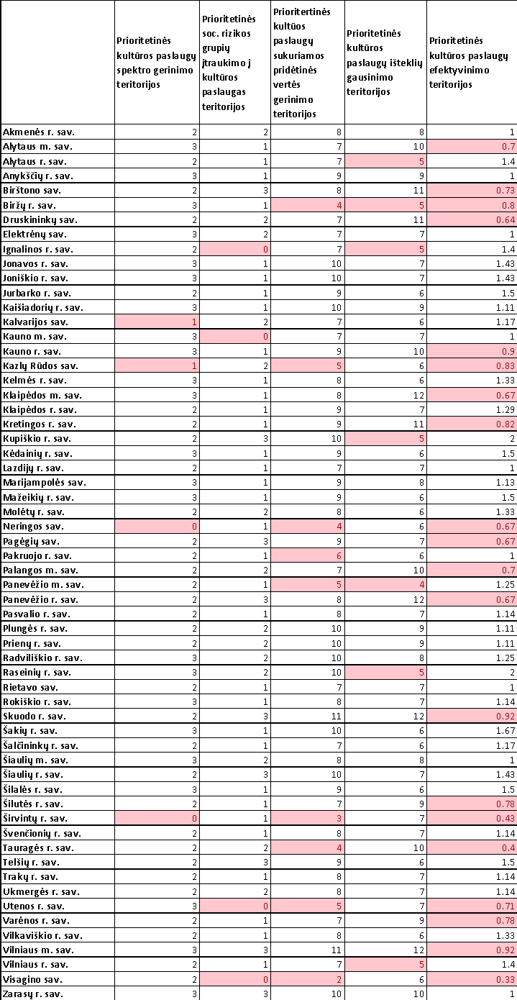 Prioritetinės kultūros paslaugų spektro gerinimo teritorijos
Prioritetinės soc. rizikos grupių įtraukimo į kultūros paslaugas teritorijos
Prioritertinės kultūos paslaugų sukuriamos pridėtinės vertės gerinimo teritorijos
Prioritetinės kultūros paslaugų išteklių gausinimo teritorijos
Prioritetinės kultūros paslaugų efektyvinimo teritorijos
Akmenės r. sav. 2 2 8 8 1
Alytaus m. sav. 3 1 7 10 0.7
Alytaus r. sav. 2 1 7 5 1.4
Anykščių r. sav. 3 1 9 9 1
Birštono sav. 2 3 8 11 0.73
Biržų r. sav. 3 1 4 5 0.8
Druskininkų sav. 2 2 7 11 0.64
Elektrėnų sav. 3 2 7 7 1
Ignalinos r. sav. 2 0 7 5 1.4
Jonavos r. sav. 3 1 10 7 1.43
Joniškio r. sav. 3 1 10 7 1.43
Jurbarko r. sav. 2 1 9 6 1.5
Kaišiadorių r. sav. 3 1 10 9 1.11
Kalvarijos sav. 1 2 7 6 1.17
Kauno m. sav. 3 0 7 7 1
Kauno r. sav. 3 1 9 10 0.9
Kazlų Rūdos sav. 1 2 5 6 0.83
Kelmės r. sav. 3 1 8 6 1.33
Klaipėdos m. sav. 3 1 8 12 0.67
Klaipėdos r. sav. 2 1 9 7 1.29
Kretingos r. sav. 2 1 9 11 0.82
Kupiškio r. sav. 2 3 10 5 2
Kėdainių r. sav. 3 1 9 6 1.5
Lazdijų r. sav. 2 1 7 7 1
Marijampolės sav. 3 1 9 8 1.13
Mažeikių r. sav. 3 1 9 6 1.5
Molėtų r. sav. 2 2 8 6 1.33
Neringos sav. 0 1 4 6 0.67
Pagėgių sav. 2 3 9 7 0.67
Pakruojo r. sav. 2 1 6 6 1
Palangos m. sav. 2 2 7 10 0.7
Panevėžio m. sav. 2 1 5 4 1.25
Panevėžio r. sav. 2 3 8 12 0.67
Pasvalio r. sav. 2 1 8 7 1.14
Plungės r. sav. 2 2 10 9 1.11
Prienų r. sav. 2 2 10 9 1.11
Radviliškio r. sav. 3 2 10 8 1.25
Raseinių r. sav. 3 2 10 5 2
Rietavo sav. 2 1 7 7 1
Rokiškio r. sav. 3 1 8 7 1.14
Skuodo r. sav. 2 3 11 12 0.92
Šakių r. sav. 3 1 10 6 1.67
Šalčininkų r. sav. 2 1 7 6 1.17
Šiaulių m. sav. 3 2 8 8 1
Šiaulių r. sav. 2 3 10 7 1.43
Šilalės r. sav. 3 1 9 6 1.5
Šilutės r. sav. 2 1 7 9 0.78
Širvintų r. sav. 0 1 3 7 0.43
Švenčionių r. sav. 2 1 8 7 1.14
Tauragės r. sav. 2 2 4 10 0.4
Telšių r. sav. 2 3 9 6 1.5
Trakų r. sav. 2 1 8 7 1.14
Ukmergės r. sav. 2 2 8 7 1.14
Utenos r. sav. 3 0 5 7 0.71
Varėnos r. sav. 2 1 7 9 0.78
Vilkaviškio r. sav. 2 1 8 6 1.33
Vilniaus m. sav. 3 3 11 12 0.92
Vilniaus r. sav. 2 1 7 5 1.4
Visagino sav. 2 0 2 6 0.33
Zarasų r. sav. 3 3 10 10 1